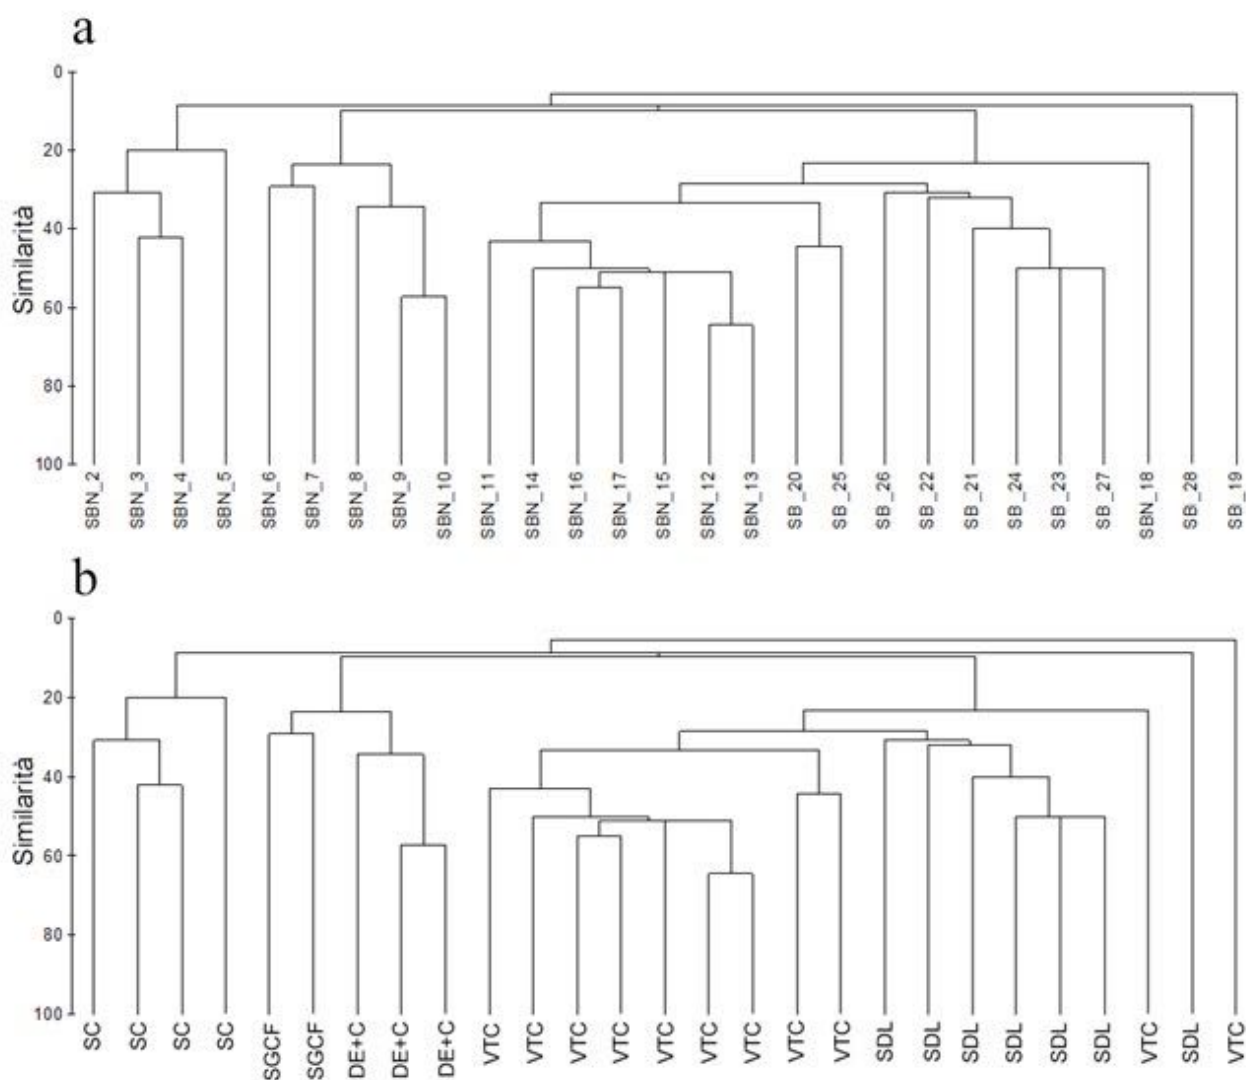 a
Similarità
0
20
40
60
80
100
SBN_2 SBN_3 SBN_4 SBN_5 SBN_6 SBN_7 SBN_8 SBN_9 SBN_10 SBN_11 SBN_14 SBN_16 SBN_17 SBN_15 SBN_12 SBN_13 SB_20 SB_25 SB_26 SB_22 SB_21 SB_24 SB_23 SB_27 SBN_18 SB_28 SB_19
b
Similarità
0
20
40
60
80
100
SC SC SC SC SGCF SGCF DE+C DE+C DE+C VTC VTC VTC VTC VTC VTC VTC VTC VTC SDL SDL SDL SDL SDL SDL VTC SDL VTC